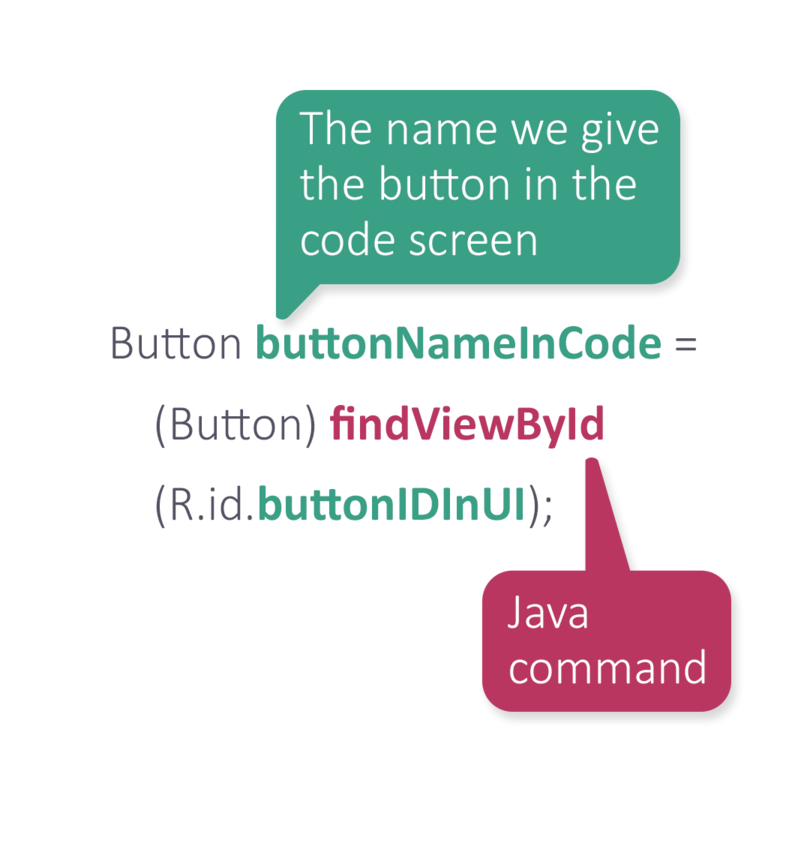 The name we give
the button in the
code screen
Button buttonNameInCode =
(Button) findViewById
(R.id.buttonIDInUI);
Java
command